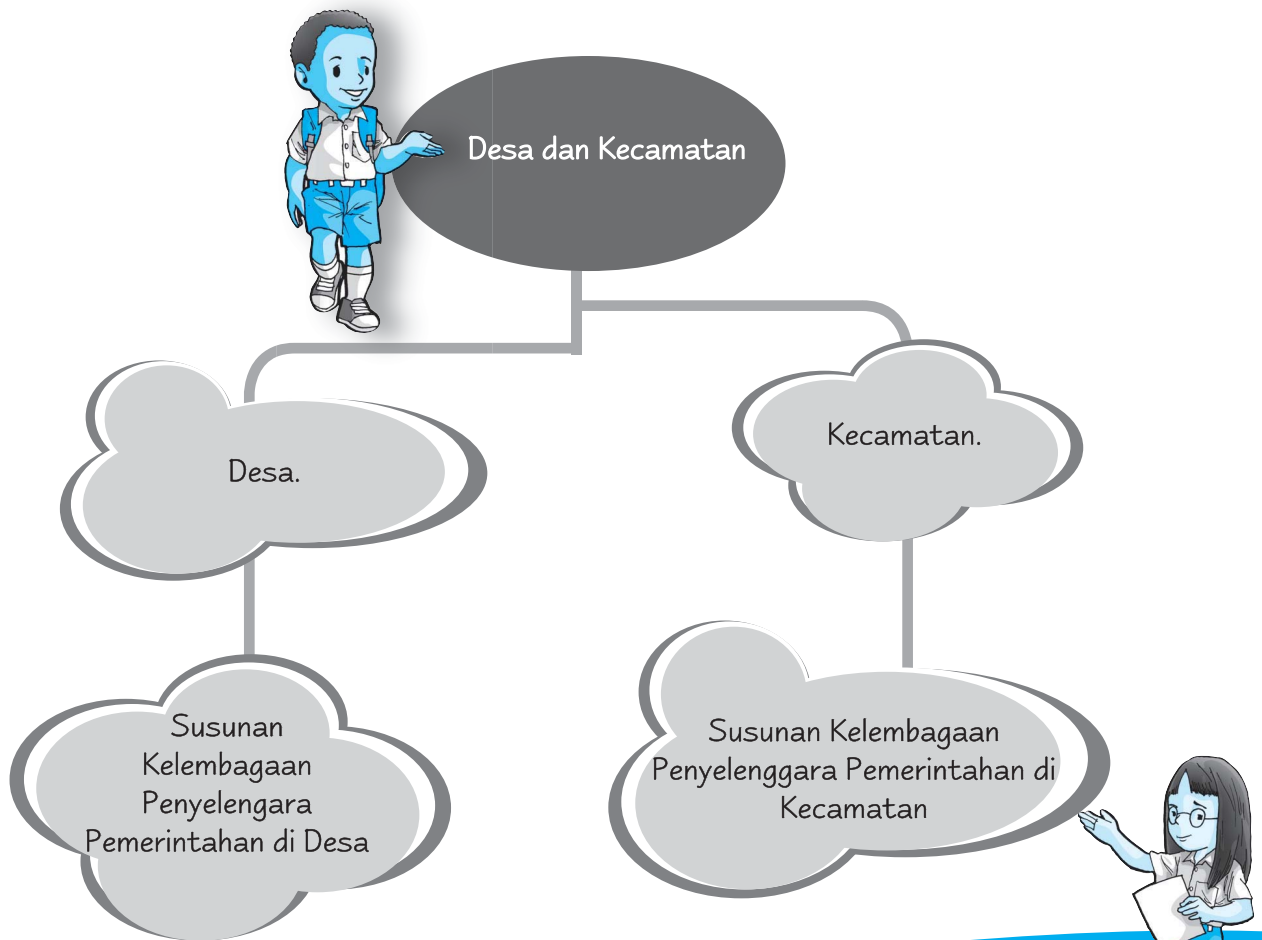 Desa dan Kecamatan
Desa.
Kecamatan.
Susunan
Kelembagaan
Penyelengara
Pemerintahan di Desa
Susunan Kelembagaan
Penyelenggara Pemerintahan di
Kecamatan